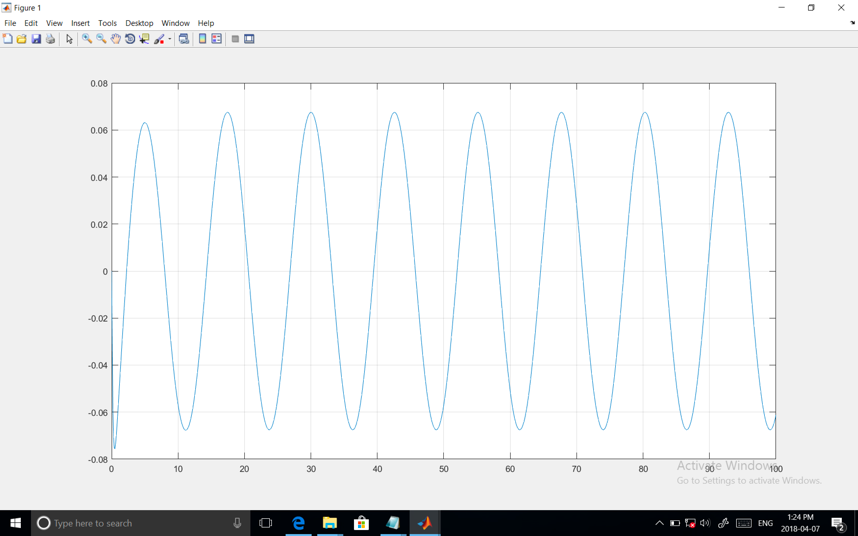 Figure 1
File Edit View Insert Tools Desktop Window Help
0.08
0.06
0.04
0.02
0
-0.02
-0.04
-0.06
-0.08
0 10 20 30 40 50 60 70 80 90 100
Activate Windows
Go to Settings to activate Windows.
Type here to search
ENG
1:24 PM
2018-04-07
2